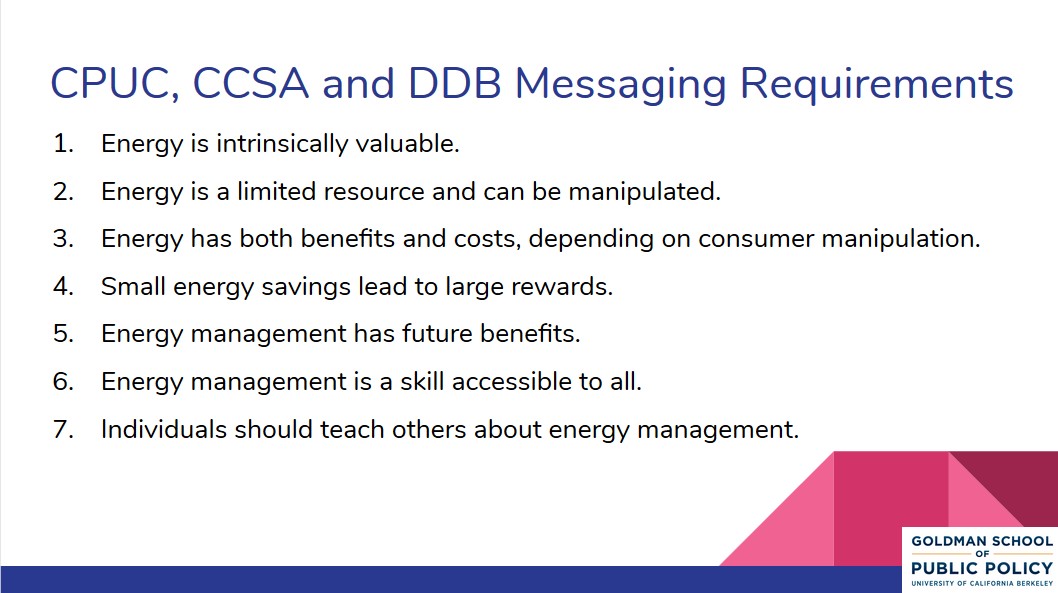 CPUC, CCSA and DDB Messaging Requirements
1. Energy is intrinsically valuable.
2. Energy is a limited resource and can be manipulated.
3. Energy has both benefits and costs, depending on consumer manipulation.
4. Small energy savings lead to large rewards.
5. Energy management has future benefits.
6. Energy management is a skill accessible to all.
7. Individuals should teach others about energy management.
GOLDMAN SCHOOL
OF
PUBLIC POLICY
UNIVERSITY OF CALIFORNIA BERKELEY